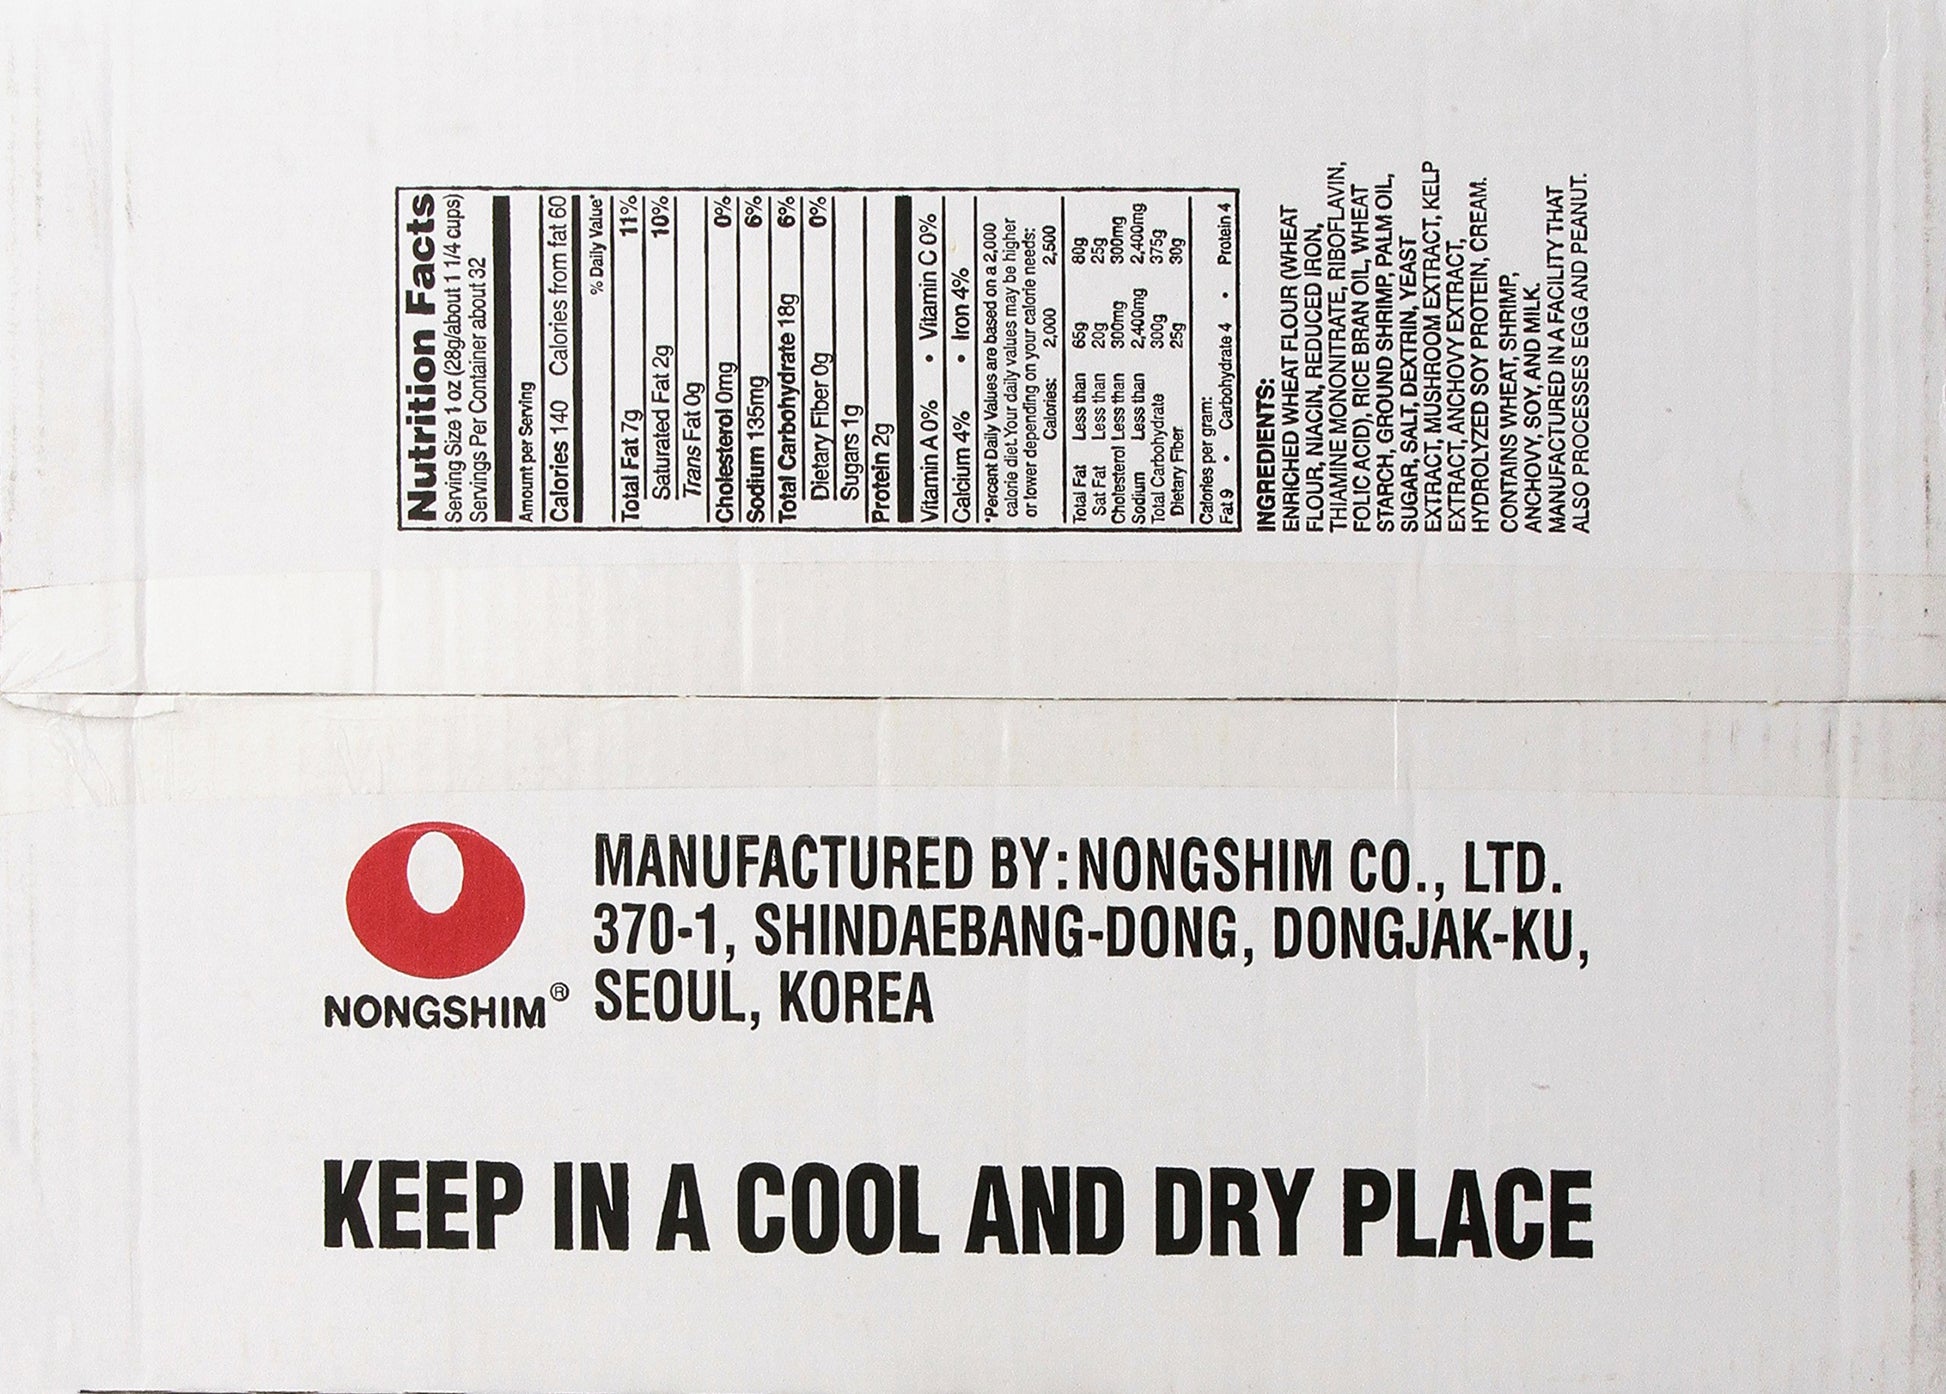 Nutrition Facts
Serving Size 1 oz (28g/about 1 1/4 cups)
Servings Per Container about 32
Amount per Serving
Calories 140 Calories from fat 60
% Daily Value*
Total Fat 7g 11%
Saturated Fat 2g 10%
Trans Fat 0g
Cholesterol 0mg 0%
Sodium 135mg 6%
Total Carbohydrate 18g 6%
Dietary Fiber 0g 0%
Sugars 1g
Protein 2g
Vitamin A 0% • Vitamin C 0%
Calcium 4% • Iron 4%
*Percent Daily Values are based on a 2,000
calorie diet.Your daily values may be higher
or lower depending on your calorie needs:
Calories: 2,000 2,500
Total Fat Less than 65g 80g
Sat Fat Less than 20g 25g
Cholesterol Less than 300mg 300mg
Sodium Less than 2,400mg 2,400mg
Total Carbohydrate 300g 375g
Dietary Fiber 25g 30g
Calories per gram:
Fat 9 • Carbohydrate 4 • Protein 4
INGREDIENTS:
ENRICHED WHEAT FLOUR (WHEAT
FLOUR, NIACIN, REDUCED IRON,
THIAMINE MONONITRATE, RIBOFLAVIN,
FOLIC ACID), RICE BRAN OIL, WHEAT
STARCH, GROUND SHRIMP, PALM OIL,
SUGAR, SALT, DEXTRIN, YEAST
EXTRACT, MUSHROOM EXTRACT, KELP
EXTRACT, ANCHOVY EXTRACT,
HYDROLYZED SOY PROTEIN, CREAM.
CONTAINS WHEAT, SHRIMP,
ANCHOVY, SOY, AND MILK.
MANUFACTURED IN A FACILITY THAT
ALSO PROCESSES EGG AND PEANUT.
NONGSHIM®
MANUFACTURED BY: NONGSHIM CO., LTD.
370-1, SHINDAEBANG-DONG, DONGJAK-KU,
SEOUL, KOREA
KEEP IN A COOL AND DRY PLACE